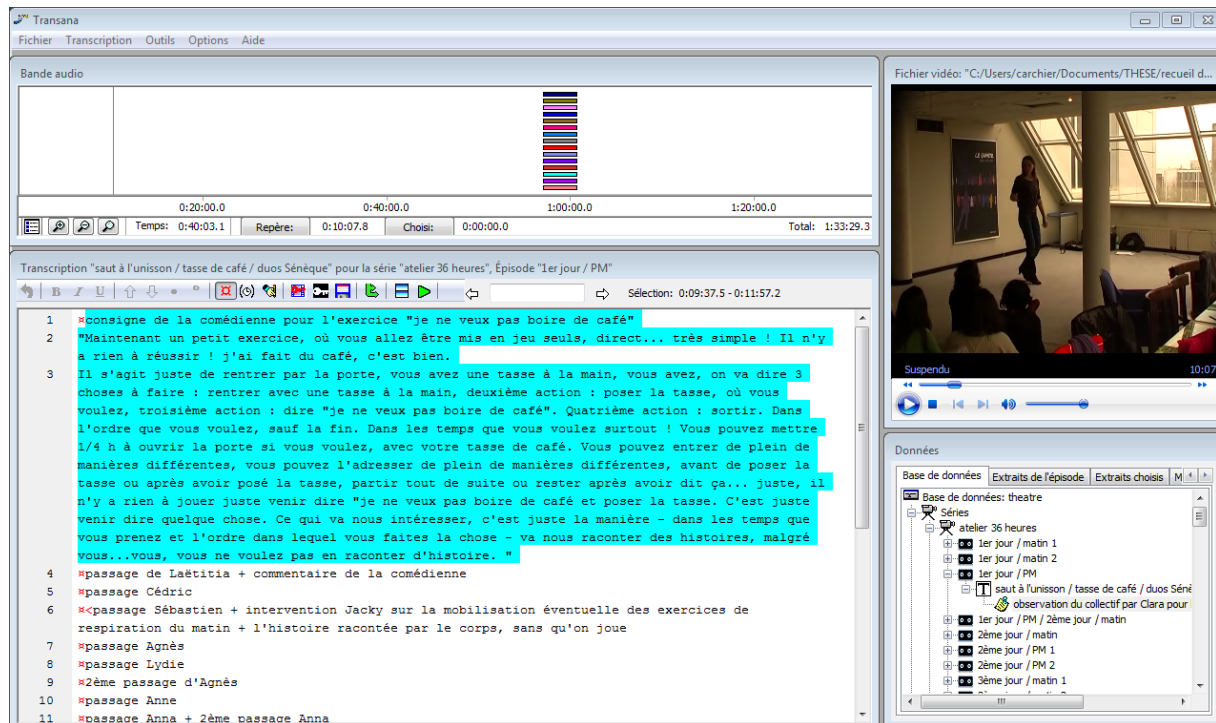 Transana
Fichier Transcription Outils Options Aide
Bande audio
0:20:00.0 0:40:00.0 1:00:00.0 1:20:00.0
Temps: 0:40:03.1 Repère: 0:10:07.8 Choisi: 0:00:00.0 Total: 1:33:29.3
Transcription "saut à l'unisson / tasse de café / duos Sénèque" pour la série "atelier 36 heures", Épisode "1er jour / PM"
B I U Sélection: 0:09:37.5 - 0:11:57.2
1 ¤consigne de la comédienne pour l'exercice "je ne veux pas boire de café"
2 "Maintenant un petit exercice, où vous allez être mis en jeu seuls, direct... très simple ! Il n'y
a rien à réussir ! j'ai fait du café, c'est bien.
3 Il s'agit juste de rentrer par la porte, vous avez une tasse à la main, vous avez, on va dire 3
choses à faire : rentrez avec une tasse à la main, deuxième action : poser la tasse, où vous
voulez, troisième action : dire "je ne veux pas boire de café". Quatrième action : sortir. Dans
l'ordre que vous voulez, sauf la fin. Dans les temps que vous voulez surtout ! Vous pouvez mettre
1/4 h à ouvrir la porte si vous voulez, avec votre tasse de café. Vous pouvez entrer de plein de
manières différentes, vous pouvez l'adresser de plein de manières différentes, avant de poser la
tasse ou après avoir posé la tasse, partir tout de suite ou rester après avoir dit ça... juste, il
n'y a rien à jouer juste venir dire "je ne veux pas boire de café et poser la tasse. C'est juste
venir dire quelque chose. Ce qui va nous intéresser, c'est juste la manière - dans les temps que
vous prenez et l'ordre dans lequel vous faites la chose - va nous raconter des histoires, malgré
vous...vous, vous ne voulez pas en raconter d'histoire. "
4 ¤passage de Laëtitia + commentaire de la comédienne
5 ¤passage Cédric
6 ¤<passage Sébastien + intervention Jacky sur la mobilisation éventuelle des exercices de
respiration du matin + l'histoire racontée par le corps, sans qu'on joue
7 ¤passage Agnès
8 ¤passage Lydie
9 ¤2ème passage d'Agnès
10 ¤passage Anne
11 ¤passage Anna + 2ème passage Anna
Fichier vidéo: "C:/Users/carchier/Documents/THESE/recueil d...
Suspendu 10:07
Données
Base de données Extraits de l'épisode Extraits choisis M
Base de données: theatre
Séries
atelier 36 heures
1er jour / matin 1
1er jour / matin 2
1er jour / PM
T saut à l'unisson / tasse de café / duos Sénè
observation du collectif par Clara pour
1er jour / PM / 2ème jour / matin
2ème jour / matin
2ème jour / PM 1
2ème jour / PM 2
3ème jour / matin 1